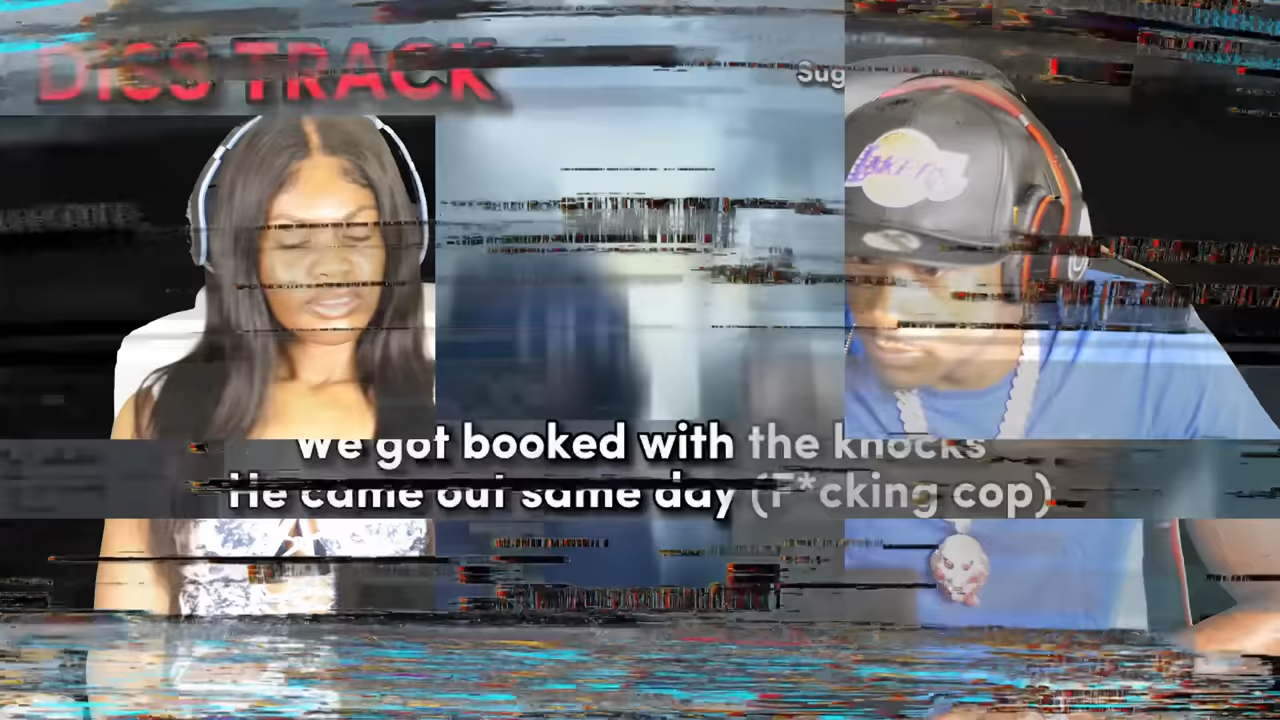 DISS TRACK
Sug
LAKERS
We got booked with the knocks
He came out same day (F*cking cop)